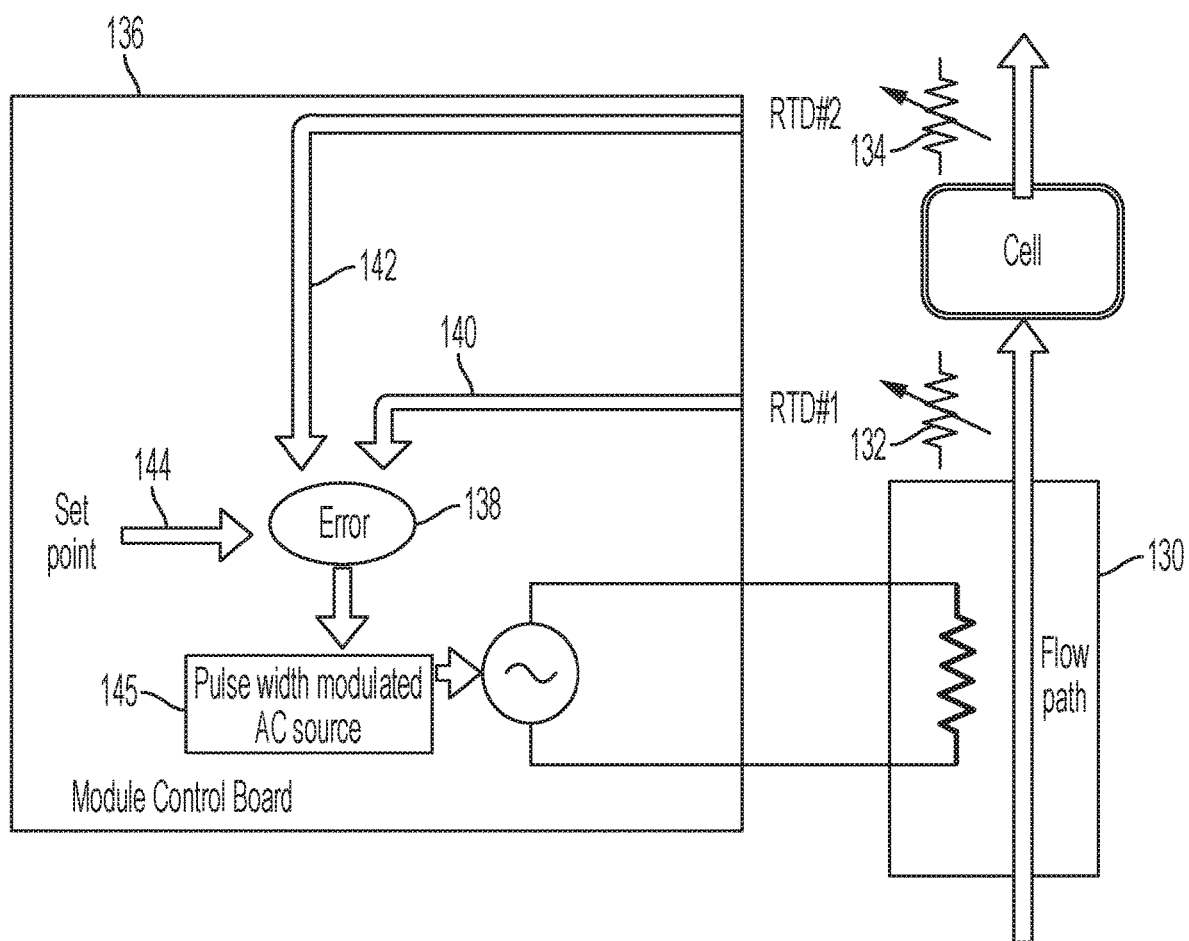 136
RTD#2
134
Cell
142
140
RTD#1
132
144
Set
point
Error
138
130
Flow
path
145
Pulse width modulated
AC source
Module Control Board